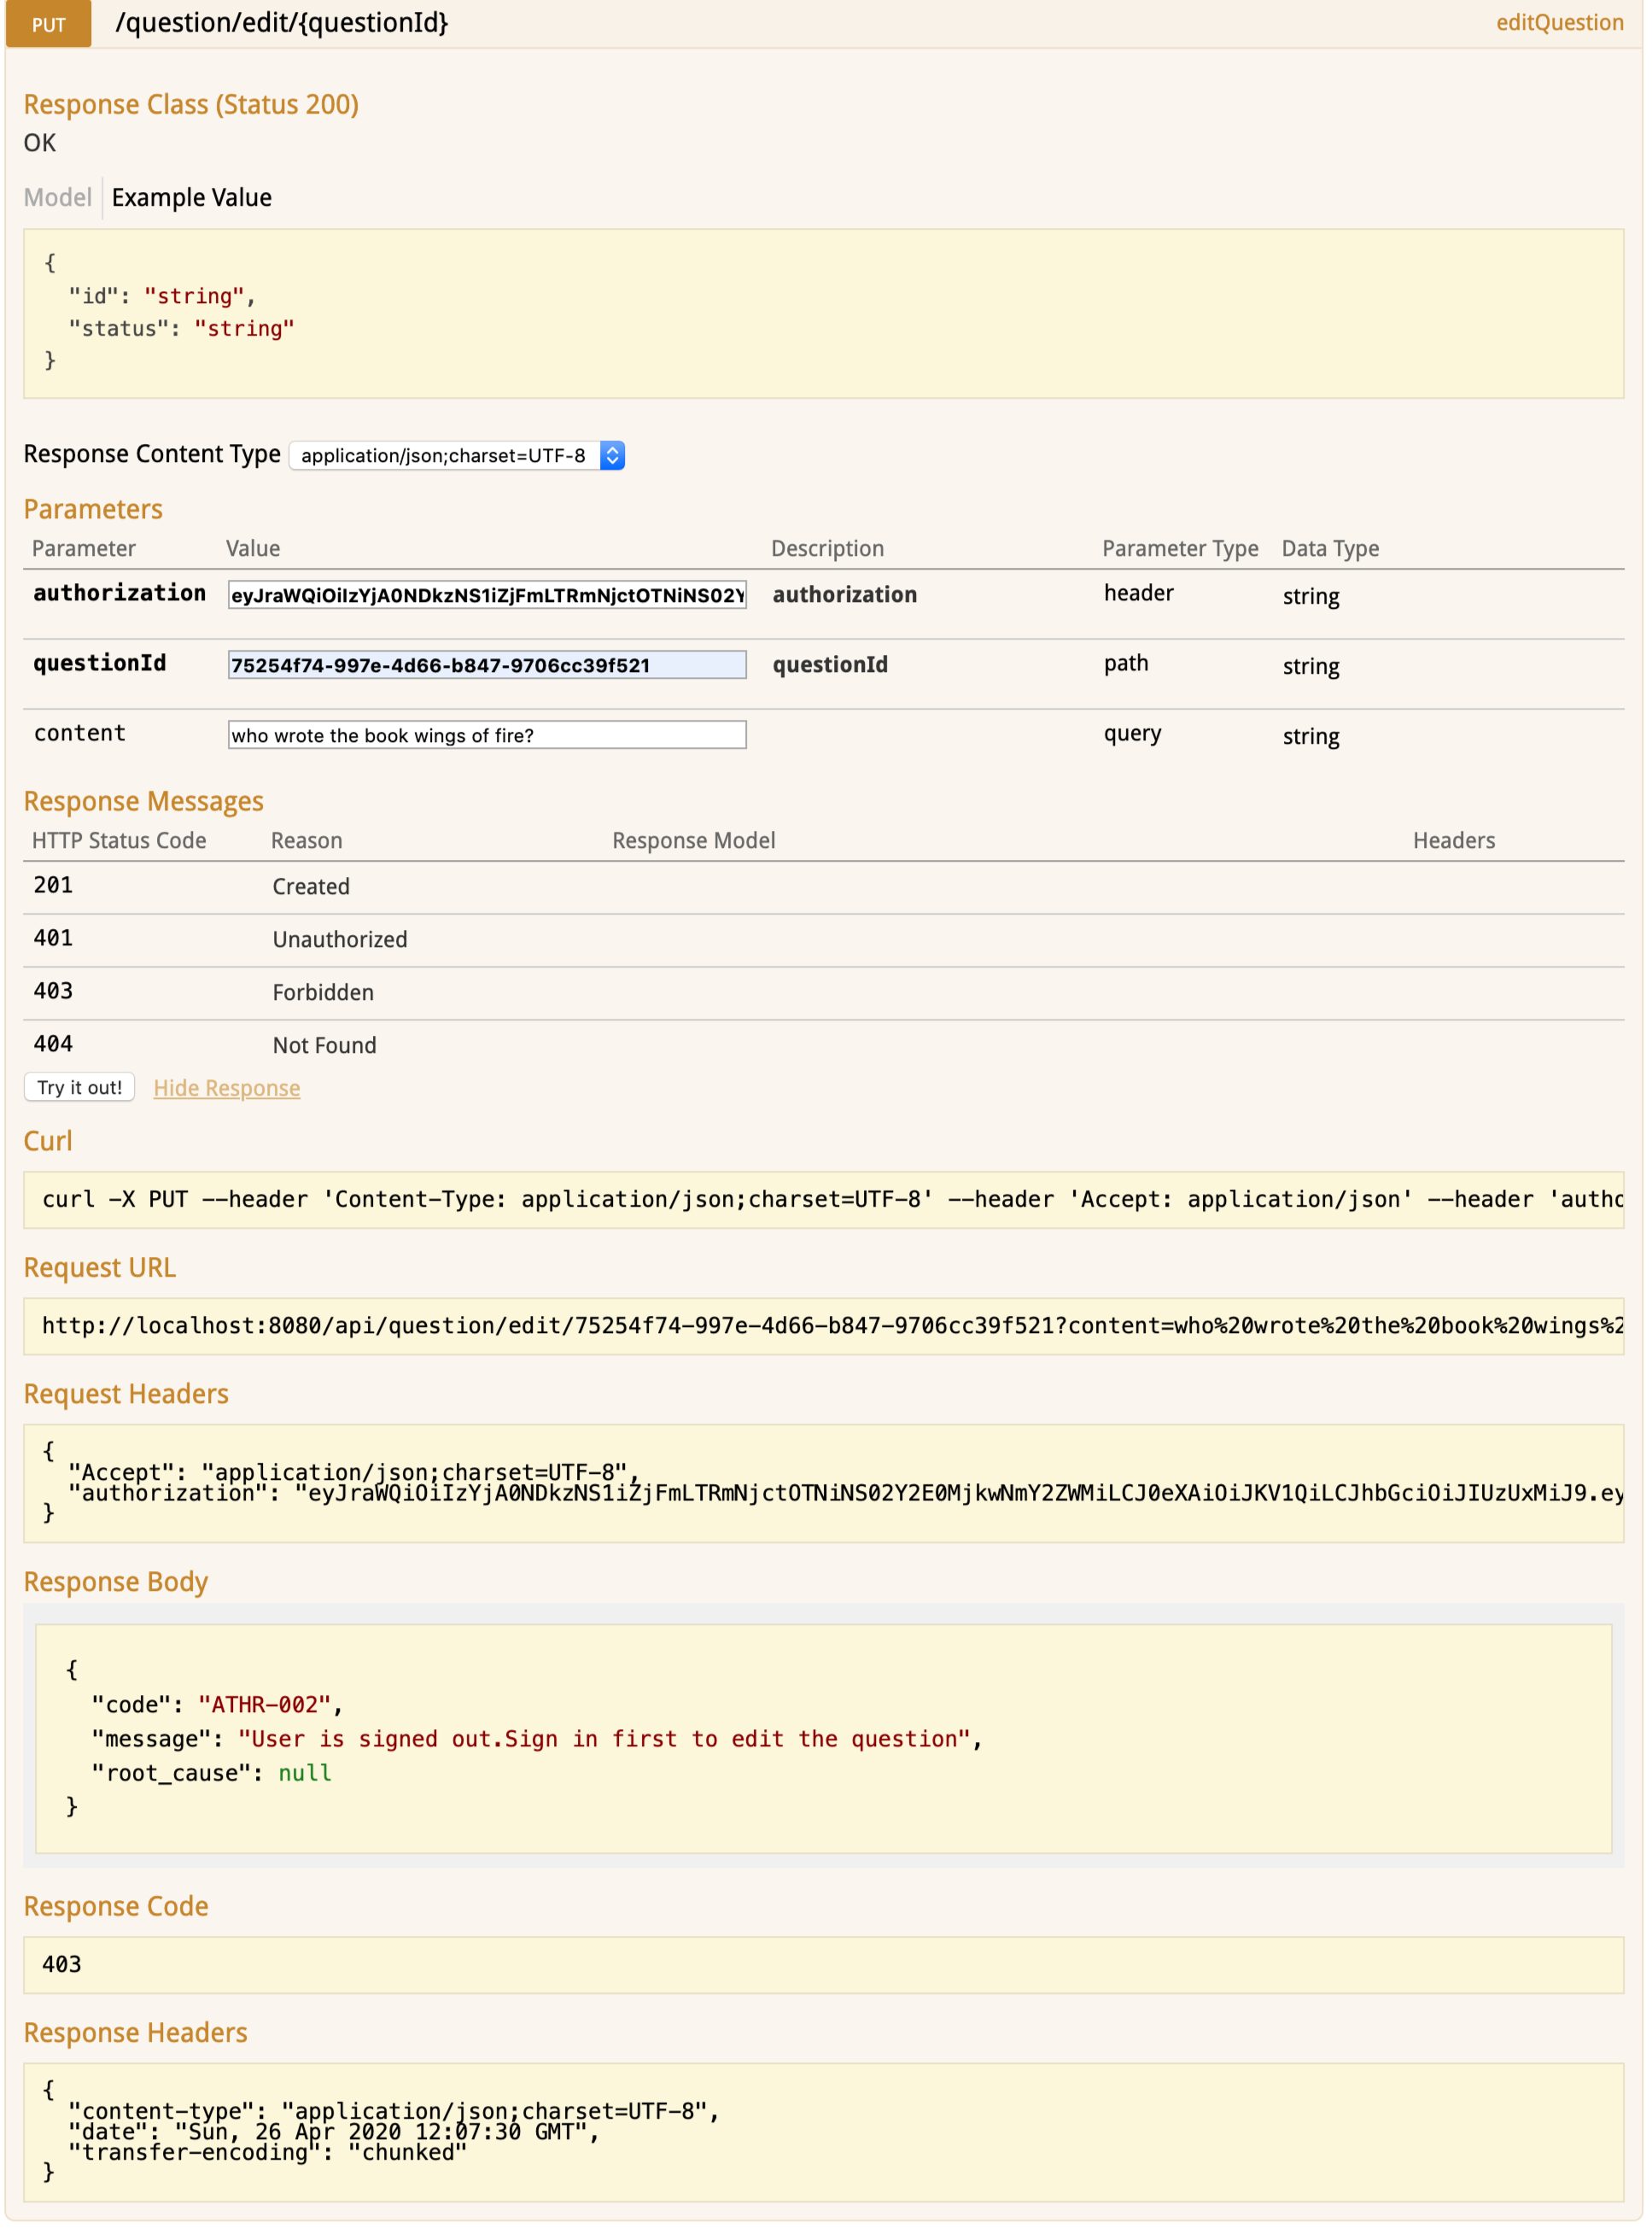 PUT /question/edit/{questionId} editQuestion
Response Class (Status 200)
OK
Model Example Value
{
"id": "string",
"status": "string"
}
Response Content Type application/json;charset=UTF-8
Parameters
Parameter Value Description Parameter Type Data Type
authorization eyJraWQiOiIzYjA0NDkzNS1iZjFmLTRmNjctOTNiNS02Y authorization header string
questionId 75254f74-997e-4d66-b847-9706cc39f521 questionId path string
content who wrote the book wings of fire? query string
Response Messages
HTTP Status Code Reason Response Model Headers
201 Created
401 Unauthorized
403 Forbidden
404 Not Found
Try it out! Hide Response
Curl
curl -X PUT --header 'Content-Type: application/json;charset=UTF-8' --header 'Accept: application/json' --header 'autho
Request URL
http://localhost:8080/api/question/edit/75254f74-997e-4d66-b847-9706cc39f521?content=who%20wrote%20the%20book%20wings%2
Request Headers
{
"Accept": "application/json;charset=UTF-8",
"authorization": "eyJraWQiOiIzYjA0NDkzNS1iZjFmLTRmNjctOTNiNS02Y2E0MjkwNmY2ZWMiLCJ0eXAiOiJKV1QiLCJhbGciOiJIUzUxMiJ9.ey
}
Response Body
{
"code": "ATHR-002",
"message": "User is signed out.Sign in first to edit the question",
"root_cause": null
}
Response Code
403
Response Headers
{
"content-type": "application/json;charset=UTF-8",
"date": "Sun, 26 Apr 2020 12:07:30 GMT",
"transfer-encoding": "chunked"
}